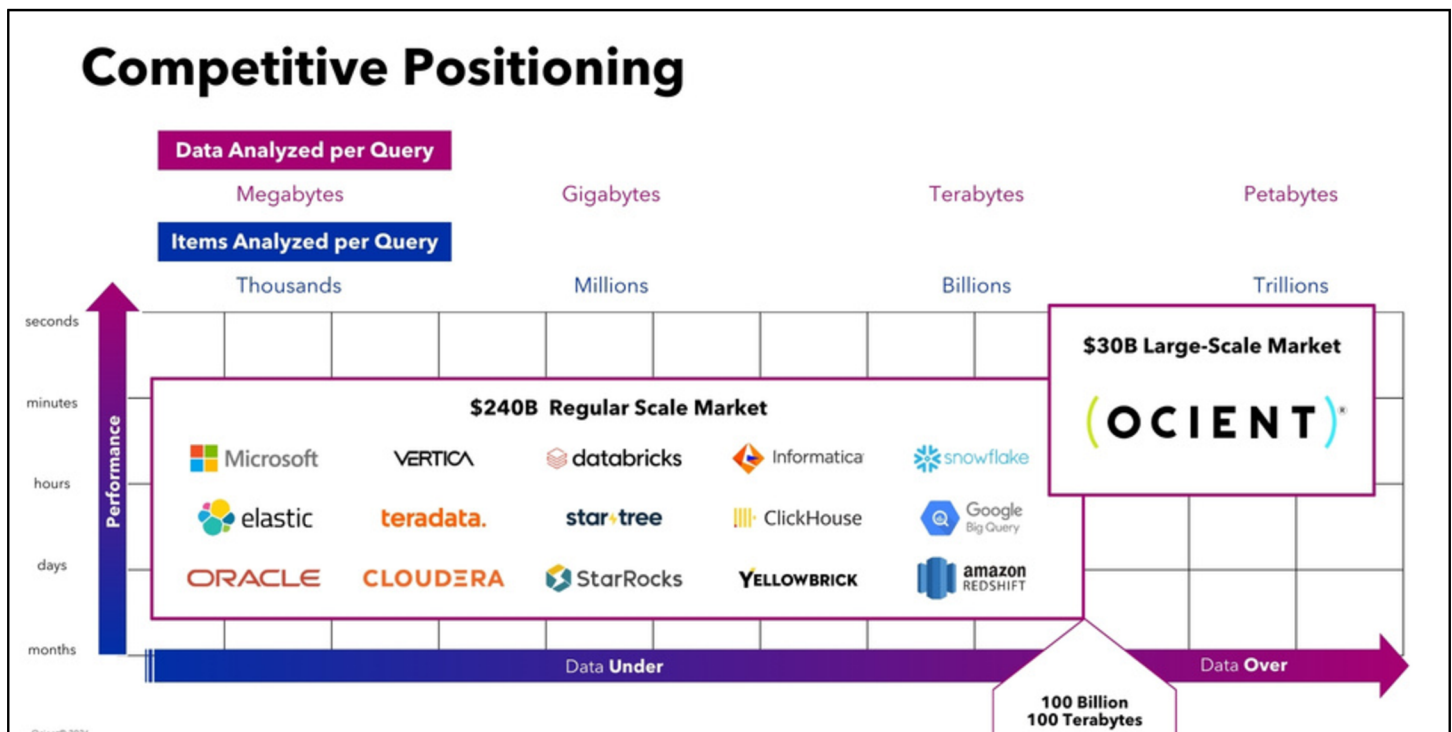 Competitive Positioning
Data Analyzed per Query
Megabytes Gigabytes Terabytes Petabytes
Items Analyzed per Query
Thousands Millions Billions Trillions
seconds
minutes
hours
days
months
Performance
$240B Regular Scale Market
Microsoft VERTICA databricks Informatica snowflake
elastic teradata. star tree ClickHouse Google
Big Query
ORACLE CLOUDERA StarRocks YELLOWBRICK amazon
REDSHIFT
$30B Large-Scale Market
(OCIENT)®
Data Under
Data Over
100 Billion
100 Terabytes